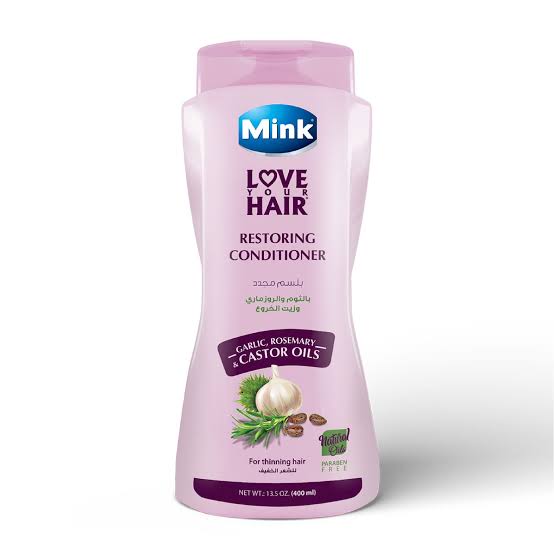 Mink
LOVE
YOUR
HAIR
RESTORING
CONDITIONER
بلسم مجدد
بالثوم والروزماري
وزيت الخروع
GARLIC, ROSEMARY
& CASTOR OILS
Natural
Oils
PARABEN
FREE
For thinning hair
للشعر الخفيف
NET WT.: 13.5 OZ. (400 ml)